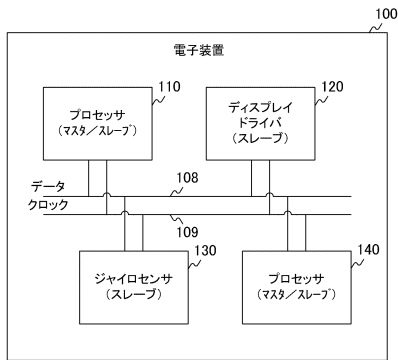 100
電子装置
110
プロセッサ
(マスタ/スレーブ)
120
ディスプレイ
ドライバ
(スレーブ)
データ
108
クロック
109
130
ジャイロセンサ
(スレーブ)
140
プロセッサ
(マスタ/スレーブ)